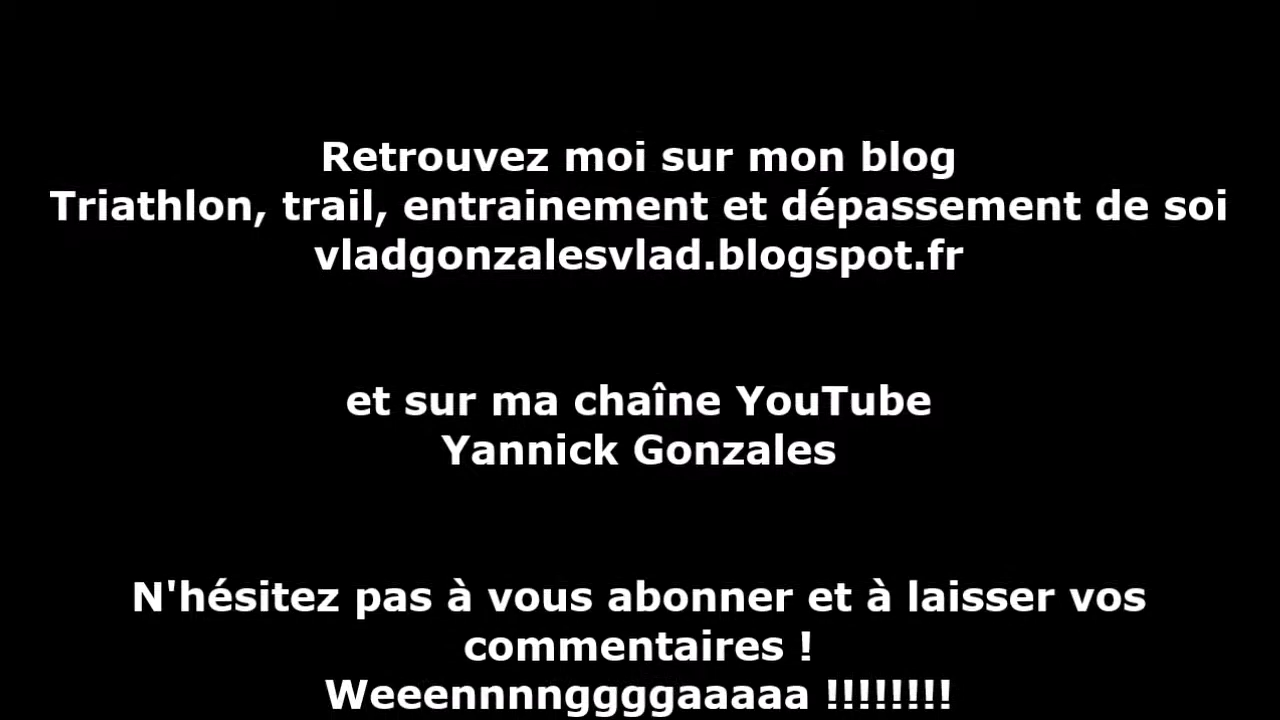 Retrouvez moi sur mon blog
Triathlon, trail, entrainement et dépassement de soi
vladgonzalesvlad.blogspot.fr
et sur ma chaîne YouTube
Yannick Gonzales
N'hésitez pas à vous abonner et à laisser vos
commentaires !
Weeennnnggggaaaaa !!!!!!!!